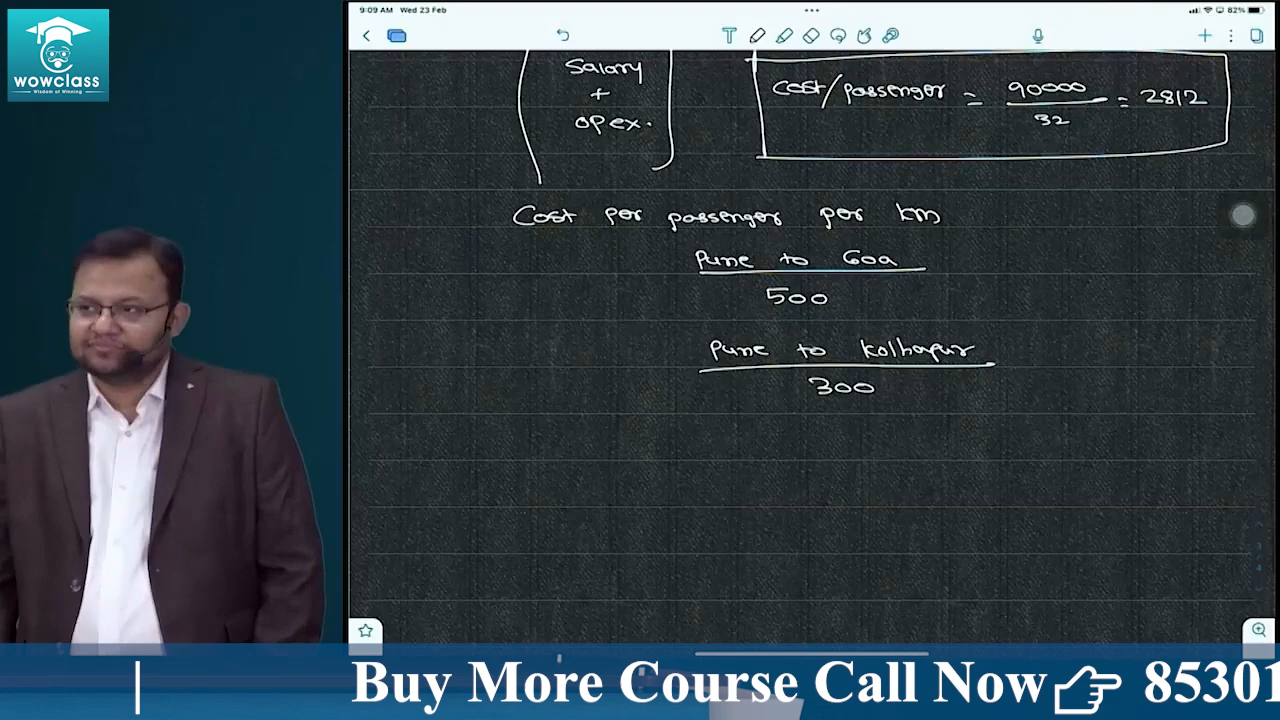 9:09 AM Wed 23 Feb
82%
wowclass
Wisdom of Winning
Salary
+
opex.
Cost/passenger = 90000/32 = 2812
Cost per passenger per km
Pune to Goa
500
Pune to Kolhapur
300
Buy More Course Call Now 85301